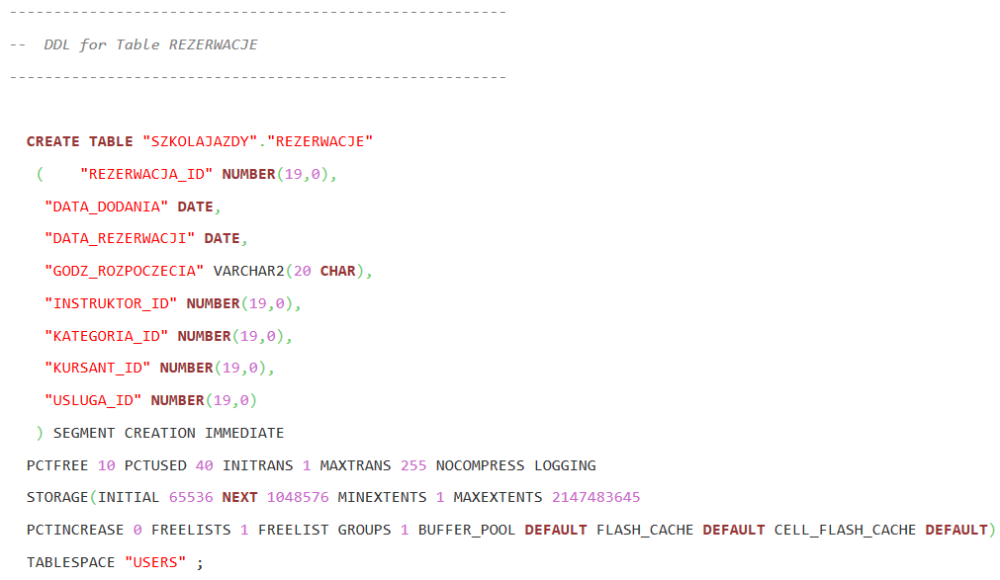 --------------------------------------------------------
--  DDL for Table REZERWACJE
--------------------------------------------------------
CREATE TABLE "SZKOLAJAZDY"."REZERWACJE"
(    "REZERWACJA_ID" NUMBER(19,0),
"DATA_DODANIA" DATE,
"DATA_REZERWACJI" DATE,
"GODZ_ROZPOCZECIA" VARCHAR2(20 CHAR),
"INSTRUKTOR_ID" NUMBER(19,0),
"KATEGORIA_ID" NUMBER(19,0),
"KURSANT_ID" NUMBER(19,0),
"USLUGA_ID" NUMBER(19,0)
) SEGMENT CREATION IMMEDIATE
PCTFREE 10 PCTUSED 40 INITRANS 1 MAXTRANS 255 NOCOMPRESS LOGGING
STORAGE(INITIAL 65536 NEXT 1048576 MINEXTENTS 1 MAXEXTENTS 2147483645
PCTINCREASE 0 FREELISTS 1 FREELIST GROUPS 1 BUFFER_POOL DEFAULT FLASH_CACHE DEFAULT CELL_FLASH_CACHE DEFAULT)
TABLESPACE "USERS" ;